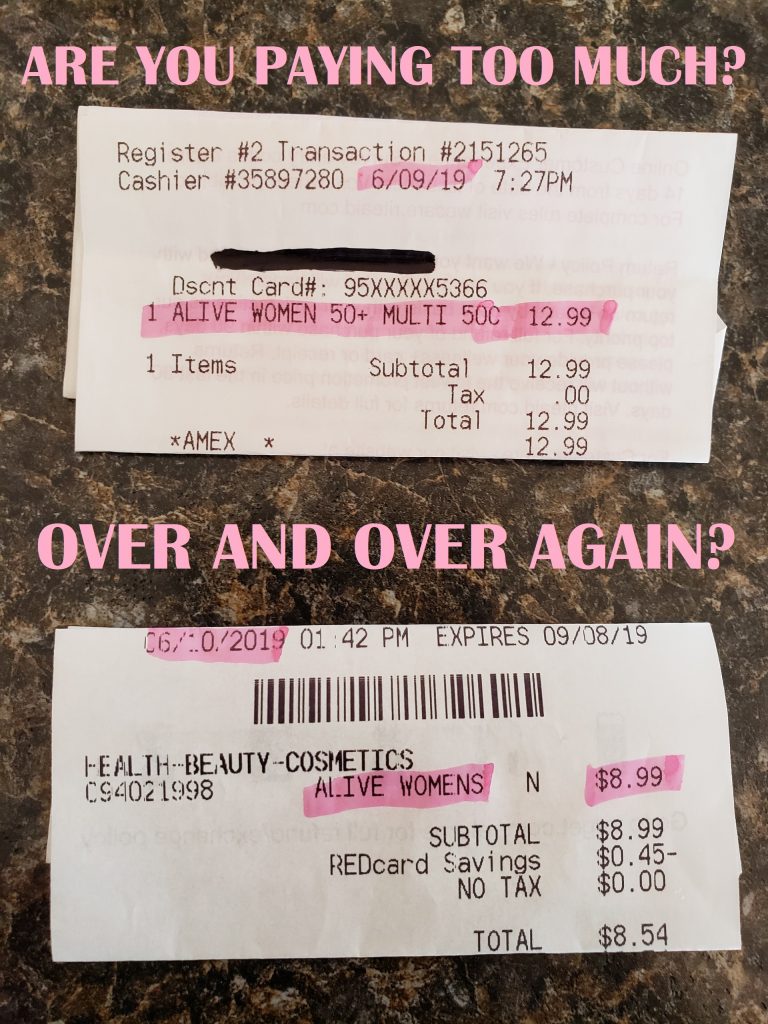 ARE YOU PAYING TOO MUCH?
Register #2 Transaction #2151265
Cashier #35897280 6/09/19 7:27PM
Dscnt Card#: 95XXXXX5366
1 ALIVE WOMEN 50+ MULTI 50C 12.99
1 Items Subtotal 12.99
Tax .00
Total 12.99
*AMEX * 12.99
OVER AND OVER AGAIN?
06/10/2019 01:42 PM EXPIRES 09/08/19
HEALTH-BEAUTY-COSMETICS
C94021998 ALIVE WOMENS N $8.99
SUBTOTAL $8.99
REDcard Savings $0.45-
NO TAX $0.00
TOTAL $8.54